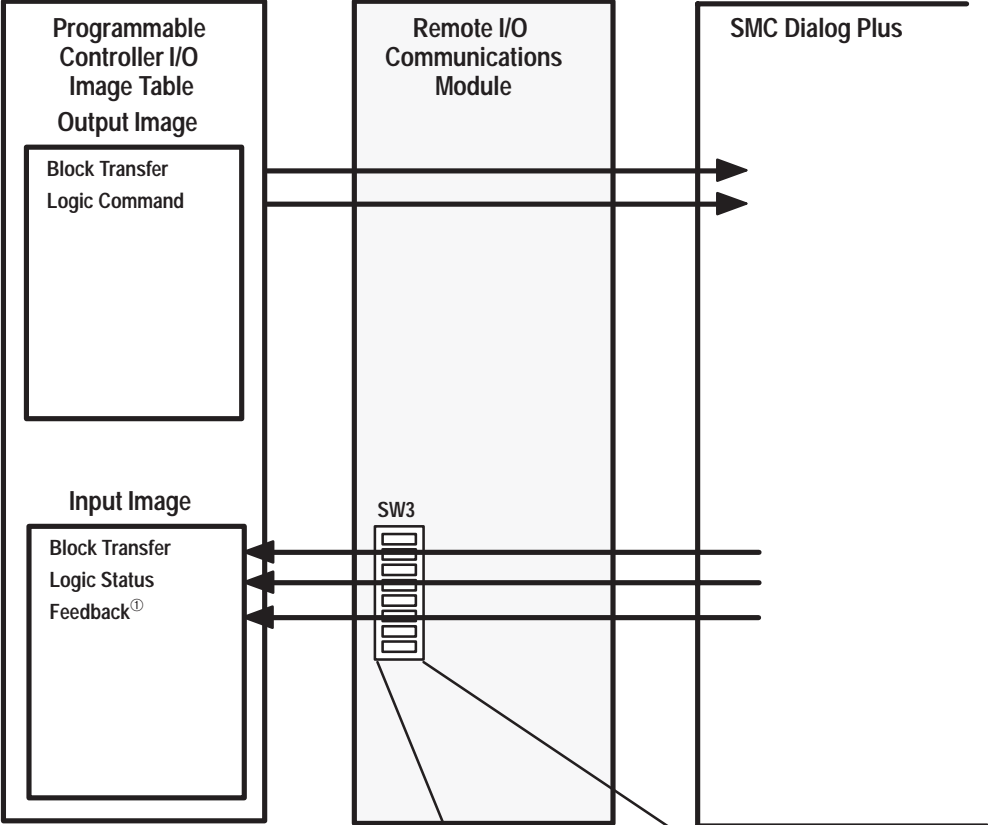 Programmable
Controller I/O
Image Table
Output Image
Block Transfer
Logic Command
Input Image
Block Transfer
Logic Status
Feedback①
Remote I/O
Communications
Module
SW3
SMC Dialog Plus